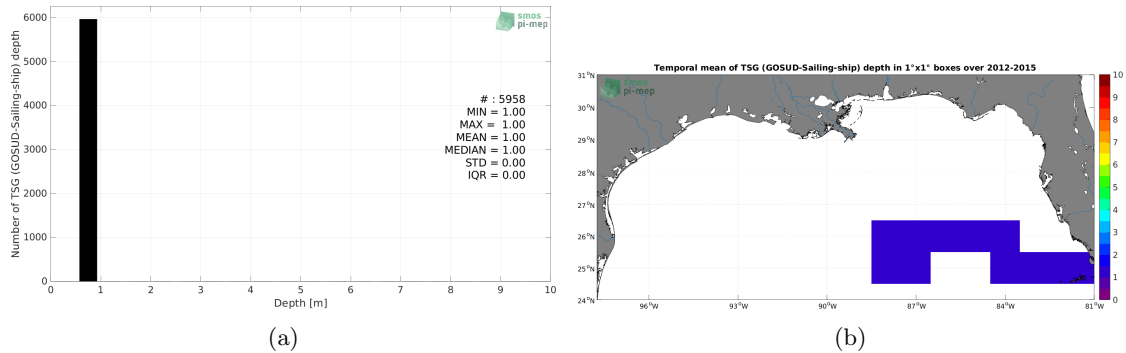 smos
pi-mep
Number of TSG (GOSUD-Sailing-ship) depth
6000
5000
4000
3000
2000
1000
0
# : 5958
MIN = 1.00
MAX = 1.00
MEAN = 1.00
MEDIAN = 1.00
STD = 0.00
IQR = 0.00
0 1 2 3 4 5 6 7 8 9 10
Depth [m]
(a)
Temporal mean of TSG (GOSUD-Sailing-ship) depth in 1°x1° boxes over 2012-2015
smos
pi-mep
31°N
30°N
29°N
28°N
27°N
26°N
25°N
24°N
96°W 93°W 90°W 87°W 84°W 81°W
10
9
8
7
6
5
4
3
2
1
0
(b)